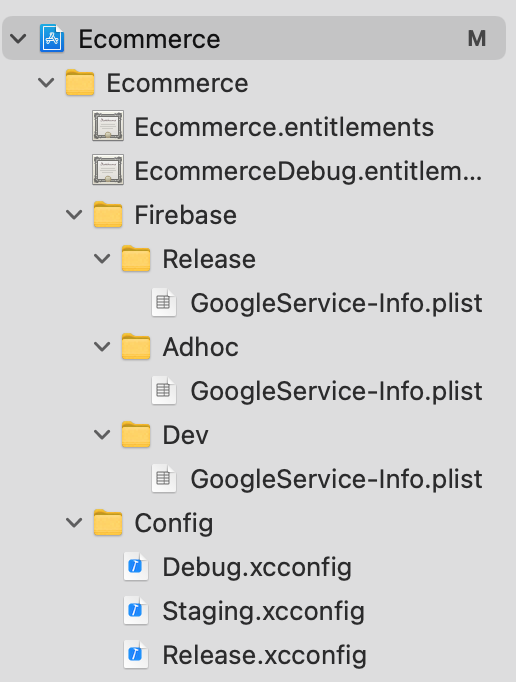 Ecommerce M
Ecommerce
Ecommerce.entitlements
EcommerceDebug.entitlem...
Firebase
Release
GoogleService-Info.plist
Adhoc
GoogleService-Info.plist
Dev
GoogleService-Info.plist
Config
Debug.xcconfig
Staging.xcconfig
Release.xcconfig